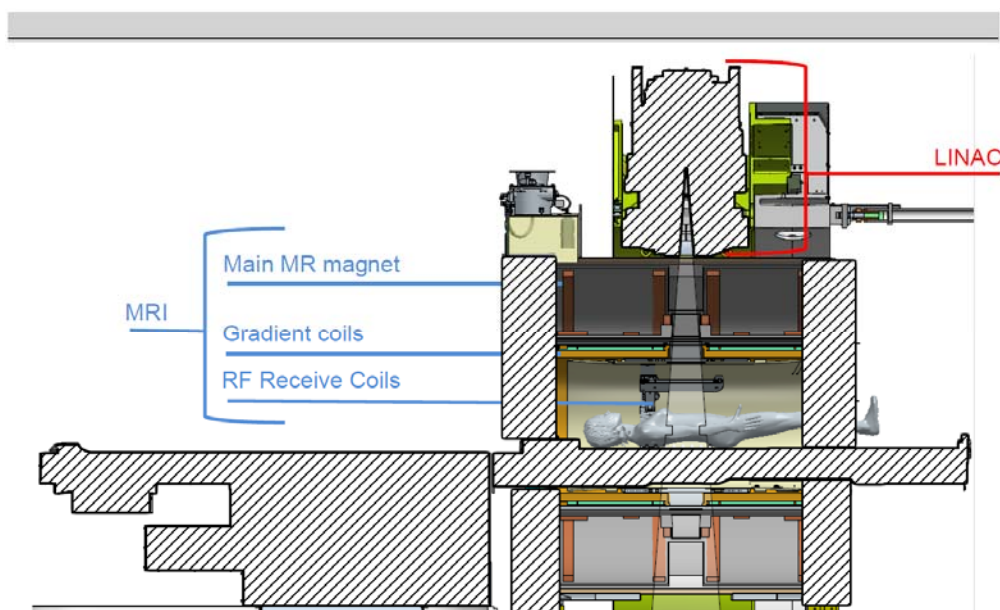 LINAC
Main MR magnet
MRI
Gradient coils
RF Receive Coils